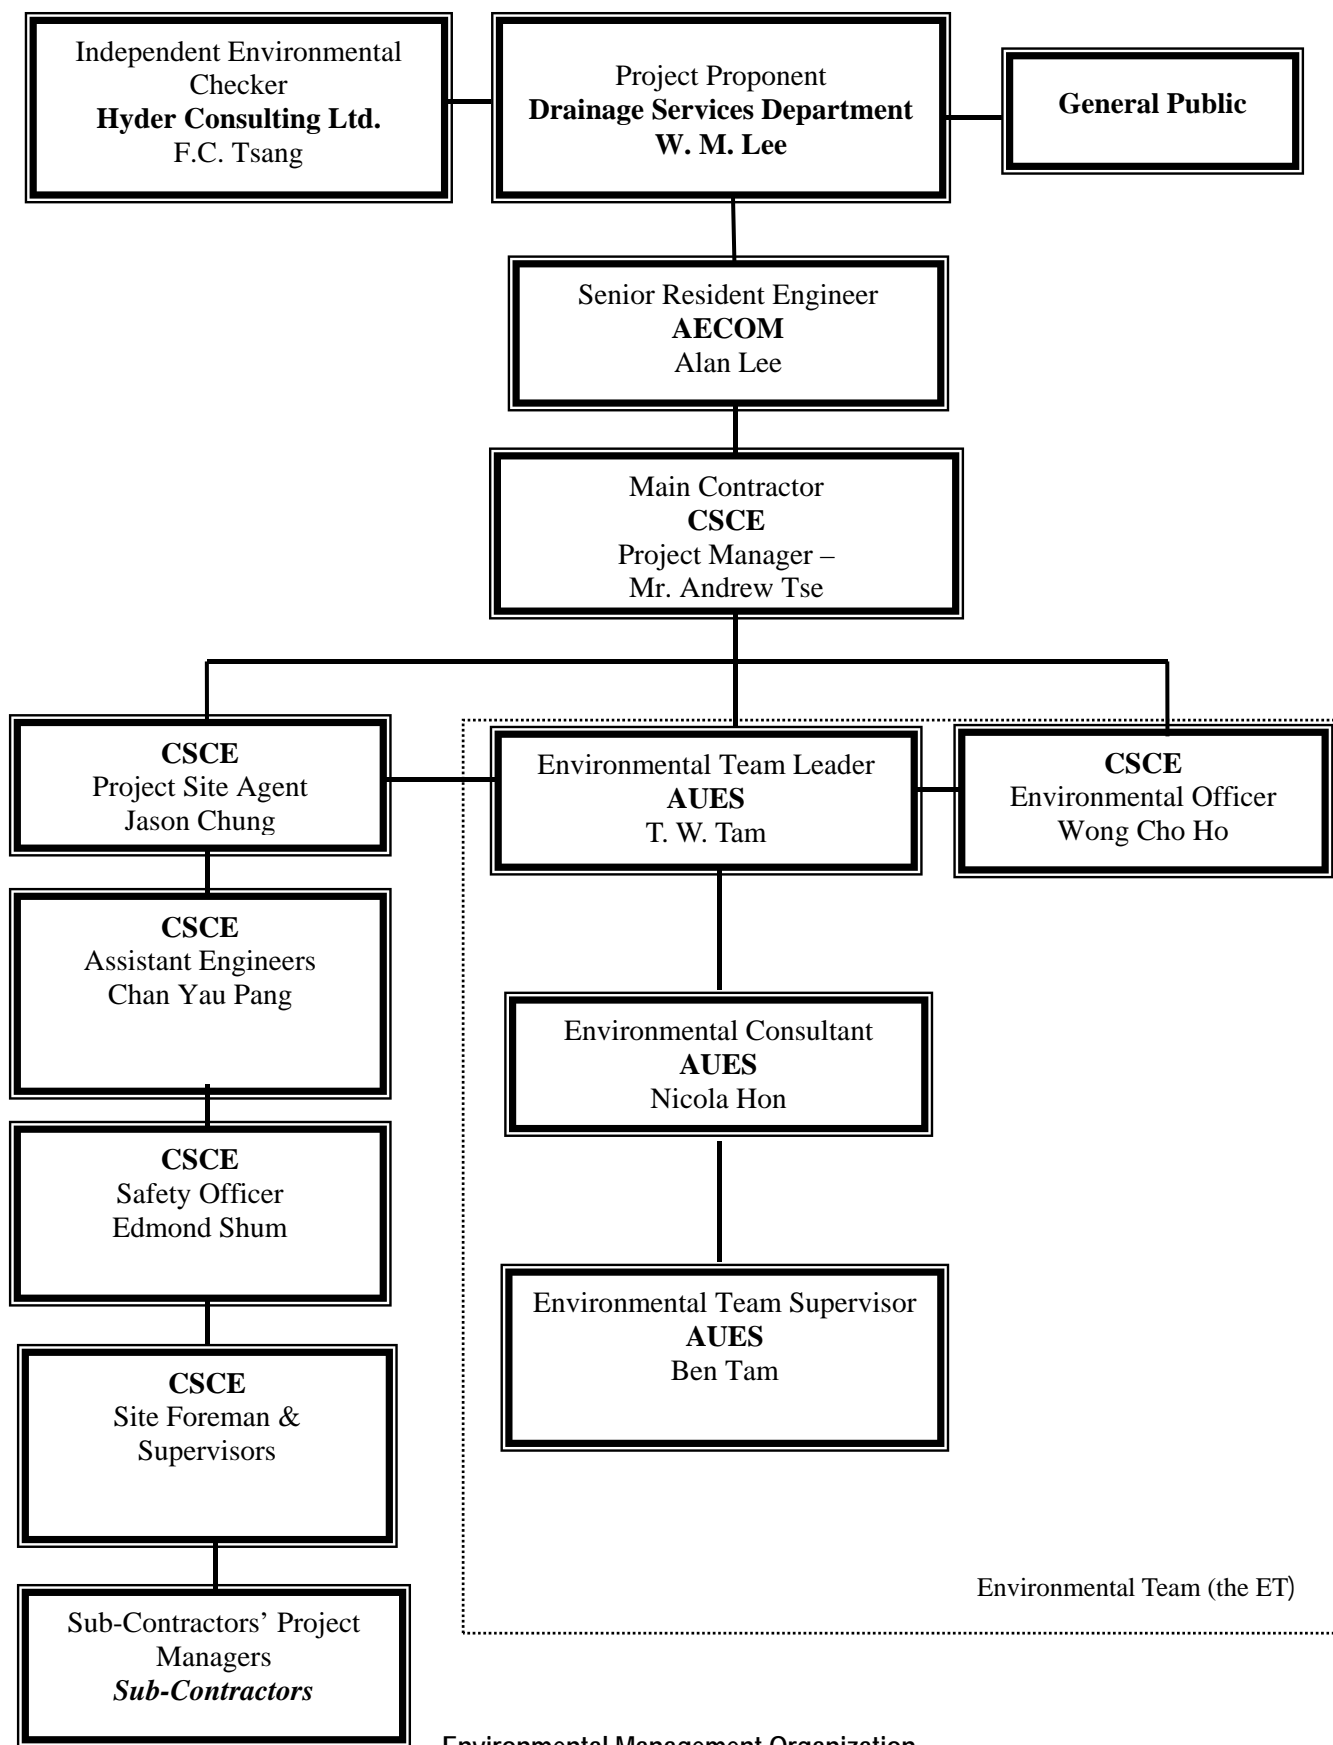 Independent Environmental
Checker
Hyder Consulting Ltd.
F.C. Tsang
Project Proponent
Drainage Services Department
W. M. Lee
General Public
Senior Resident Engineer
AECOM
Alan Lee
Main Contractor
CSCE
Project Manager –
Mr. Andrew Tse
CSCE
Project Site Agent
Jason Chung
Environmental Team Leader
AUES
T. W. Tam
CSCE
Environmental Officer
Wong Cho Ho
CSCE
Assistant Engineers
Chan Yau Pang
Environmental Consultant
AUES
Nicola Hon
CSCE
Safety Officer
Edmond Shum
Environmental Team Supervisor
AUES
Ben Tam
CSCE
Site Foreman &
Supervisors
Environmental Team (the ET)
Sub-Contractors’ Project
Managers
Sub-Contractors
Environmental Management Organization